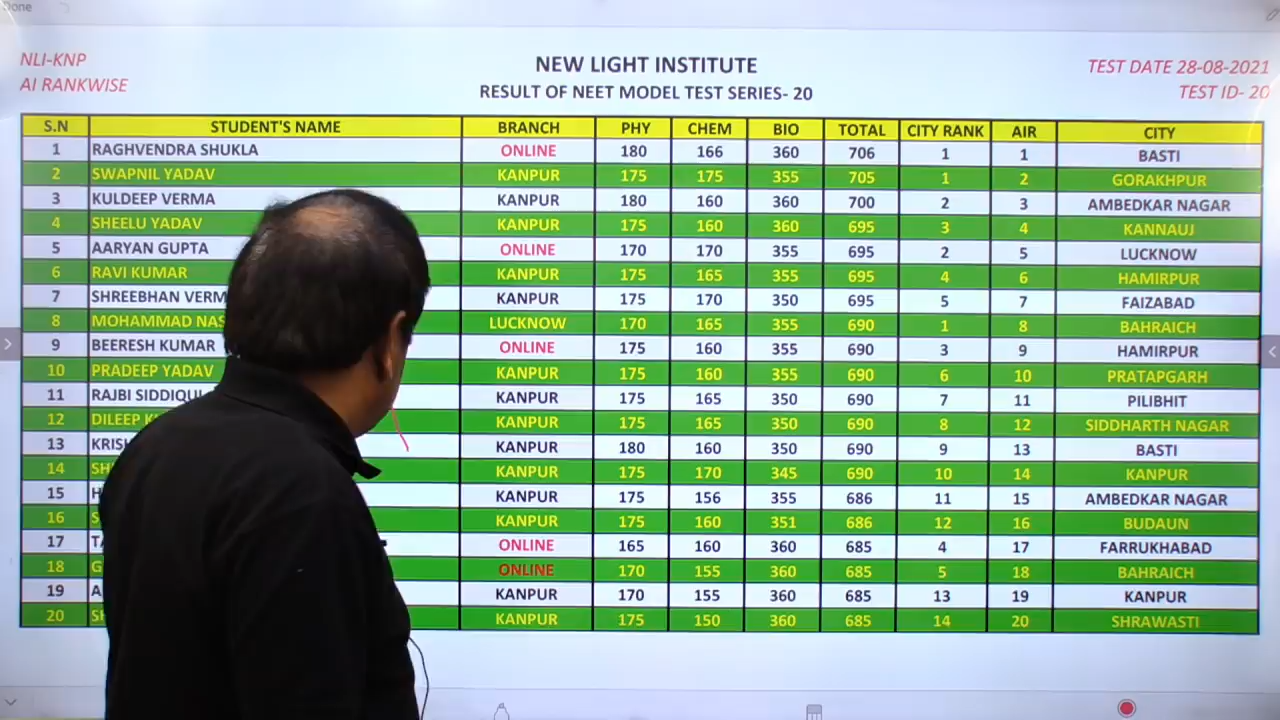 Done
NLI-KNP
AI RANKWISE
NEW LIGHT INSTITUTE
RESULT OF NEET MODEL TEST SERIES- 20
TEST DATE 28-08-2021
TEST ID- 20
S.N STUDENT'S NAME BRANCH PHY CHEM BIO TOTAL CITY RANK AIR CITY
1 RAGHVENDRA SHUKLA ONLINE 180 166 360 706 1 1 BASTI
2 SWAPNIL YADAV KANPUR 175 175 355 705 1 2 GORAKHPUR
3 KULDEEP VERMA KANPUR 180 160 360 700 2 3 AMBEDKAR NAGAR
4 SHEELU YADAV KANPUR 175 160 360 695 3 4 KANNAUJ
5 AARYAN GUPTA ONLINE 170 170 355 695 2 5 LUCKNOW
6 RAVI KUMAR KANPUR 175 165 355 695 4 6 HAMIRPUR
7 SHREEBHAN VERM KANPUR 175 170 350 695 5 7 FAIZABAD
8 MOHAMMAD NAS LUCKNOW 170 165 355 690 1 8 BAHRAICH
9 BEERESH KUMAR ONLINE 175 160 355 690 3 9 HAMIRPUR
10 PRADEEP YADAV KANPUR 175 160 355 690 6 10 PRATAPGARH
11 RAJBI SIDDIQUI KANPUR 175 165 350 690 7 11 PILIBHIT
12 DILEEP K KANPUR 175 165 350 690 8 12 SIDDHARTH NAGAR
13 KRISH KANPUR 180 160 350 690 9 13 BASTI
14 SH KANPUR 175 170 345 690 10 14 KANPUR
15 H KANPUR 175 156 355 686 11 15 AMBEDKAR NAGAR
16 S KANPUR 175 160 351 686 12 16 BUDAUN
17 TA ONLINE 165 160 360 685 4 17 FARRUKHABAD
18 G ONLINE 170 155 360 685 5 18 BAHRAICH
19 A KANPUR 170 155 360 685 13 19 KANPUR
20 SH KANPUR 175 150 360 685 14 20 SHRAWASTI